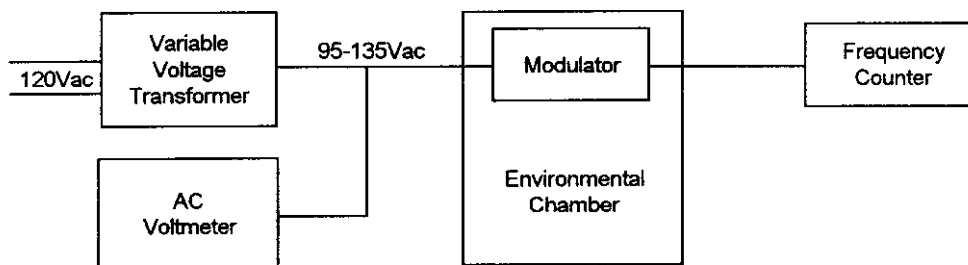 120Vac
Variable
Voltage
Transformer
95-135Vac
AC
Voltmeter
Modulator
Environmental
Chamber
Frequency
Counter